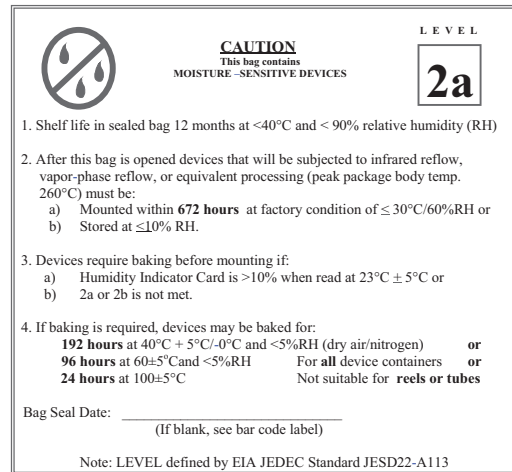 LEVEL
CAUTION
This bag contains
MOISTURE –SENSITIVE DEVICES
2a
1. Shelf life in sealed bag 12 months at <40°C and < 90% relative humidity (RH)
2. After this bag is opened devices that will be subjected to infrared reflow,
vapor-phase reflow, or equivalent processing (peak package body temp.
260°C) must be:
a) Mounted within 672 hours at factory condition of ≤ 30°C/60%RH or
b) Stored at ≤10% RH.
3. Devices require baking before mounting if:
a) Humidity Indicator Card is >10% when read at 23°C ± 5°C or
b) 2a or 2b is not met.
4. If baking is required, devices may be baked for:
192 hours at 40°C + 5°C/-0°C and <5%RH (dry air/nitrogen) or
96 hours at 60±5°Cand <5%RH For all device containers or
24 hours at 100±5°C Not suitable for reels or tubes
Bag Seal Date: ________________________________
(If blank, see bar code label)
Note: LEVEL defined by EIA JEDEC Standard JESD22-A113